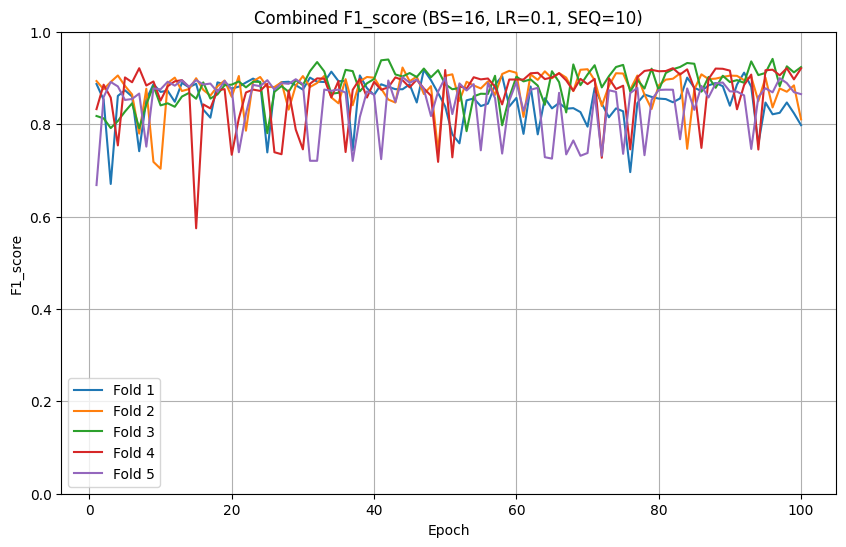 Combined F1_score (BS=16, LR=0.1, SEQ=10)
F1_score
1.0
0.8
0.6
0.4
0.2
0.0
Fold 1
Fold 2
Fold 3
Fold 4
Fold 5
0 20 40 60 80 100
Epoch